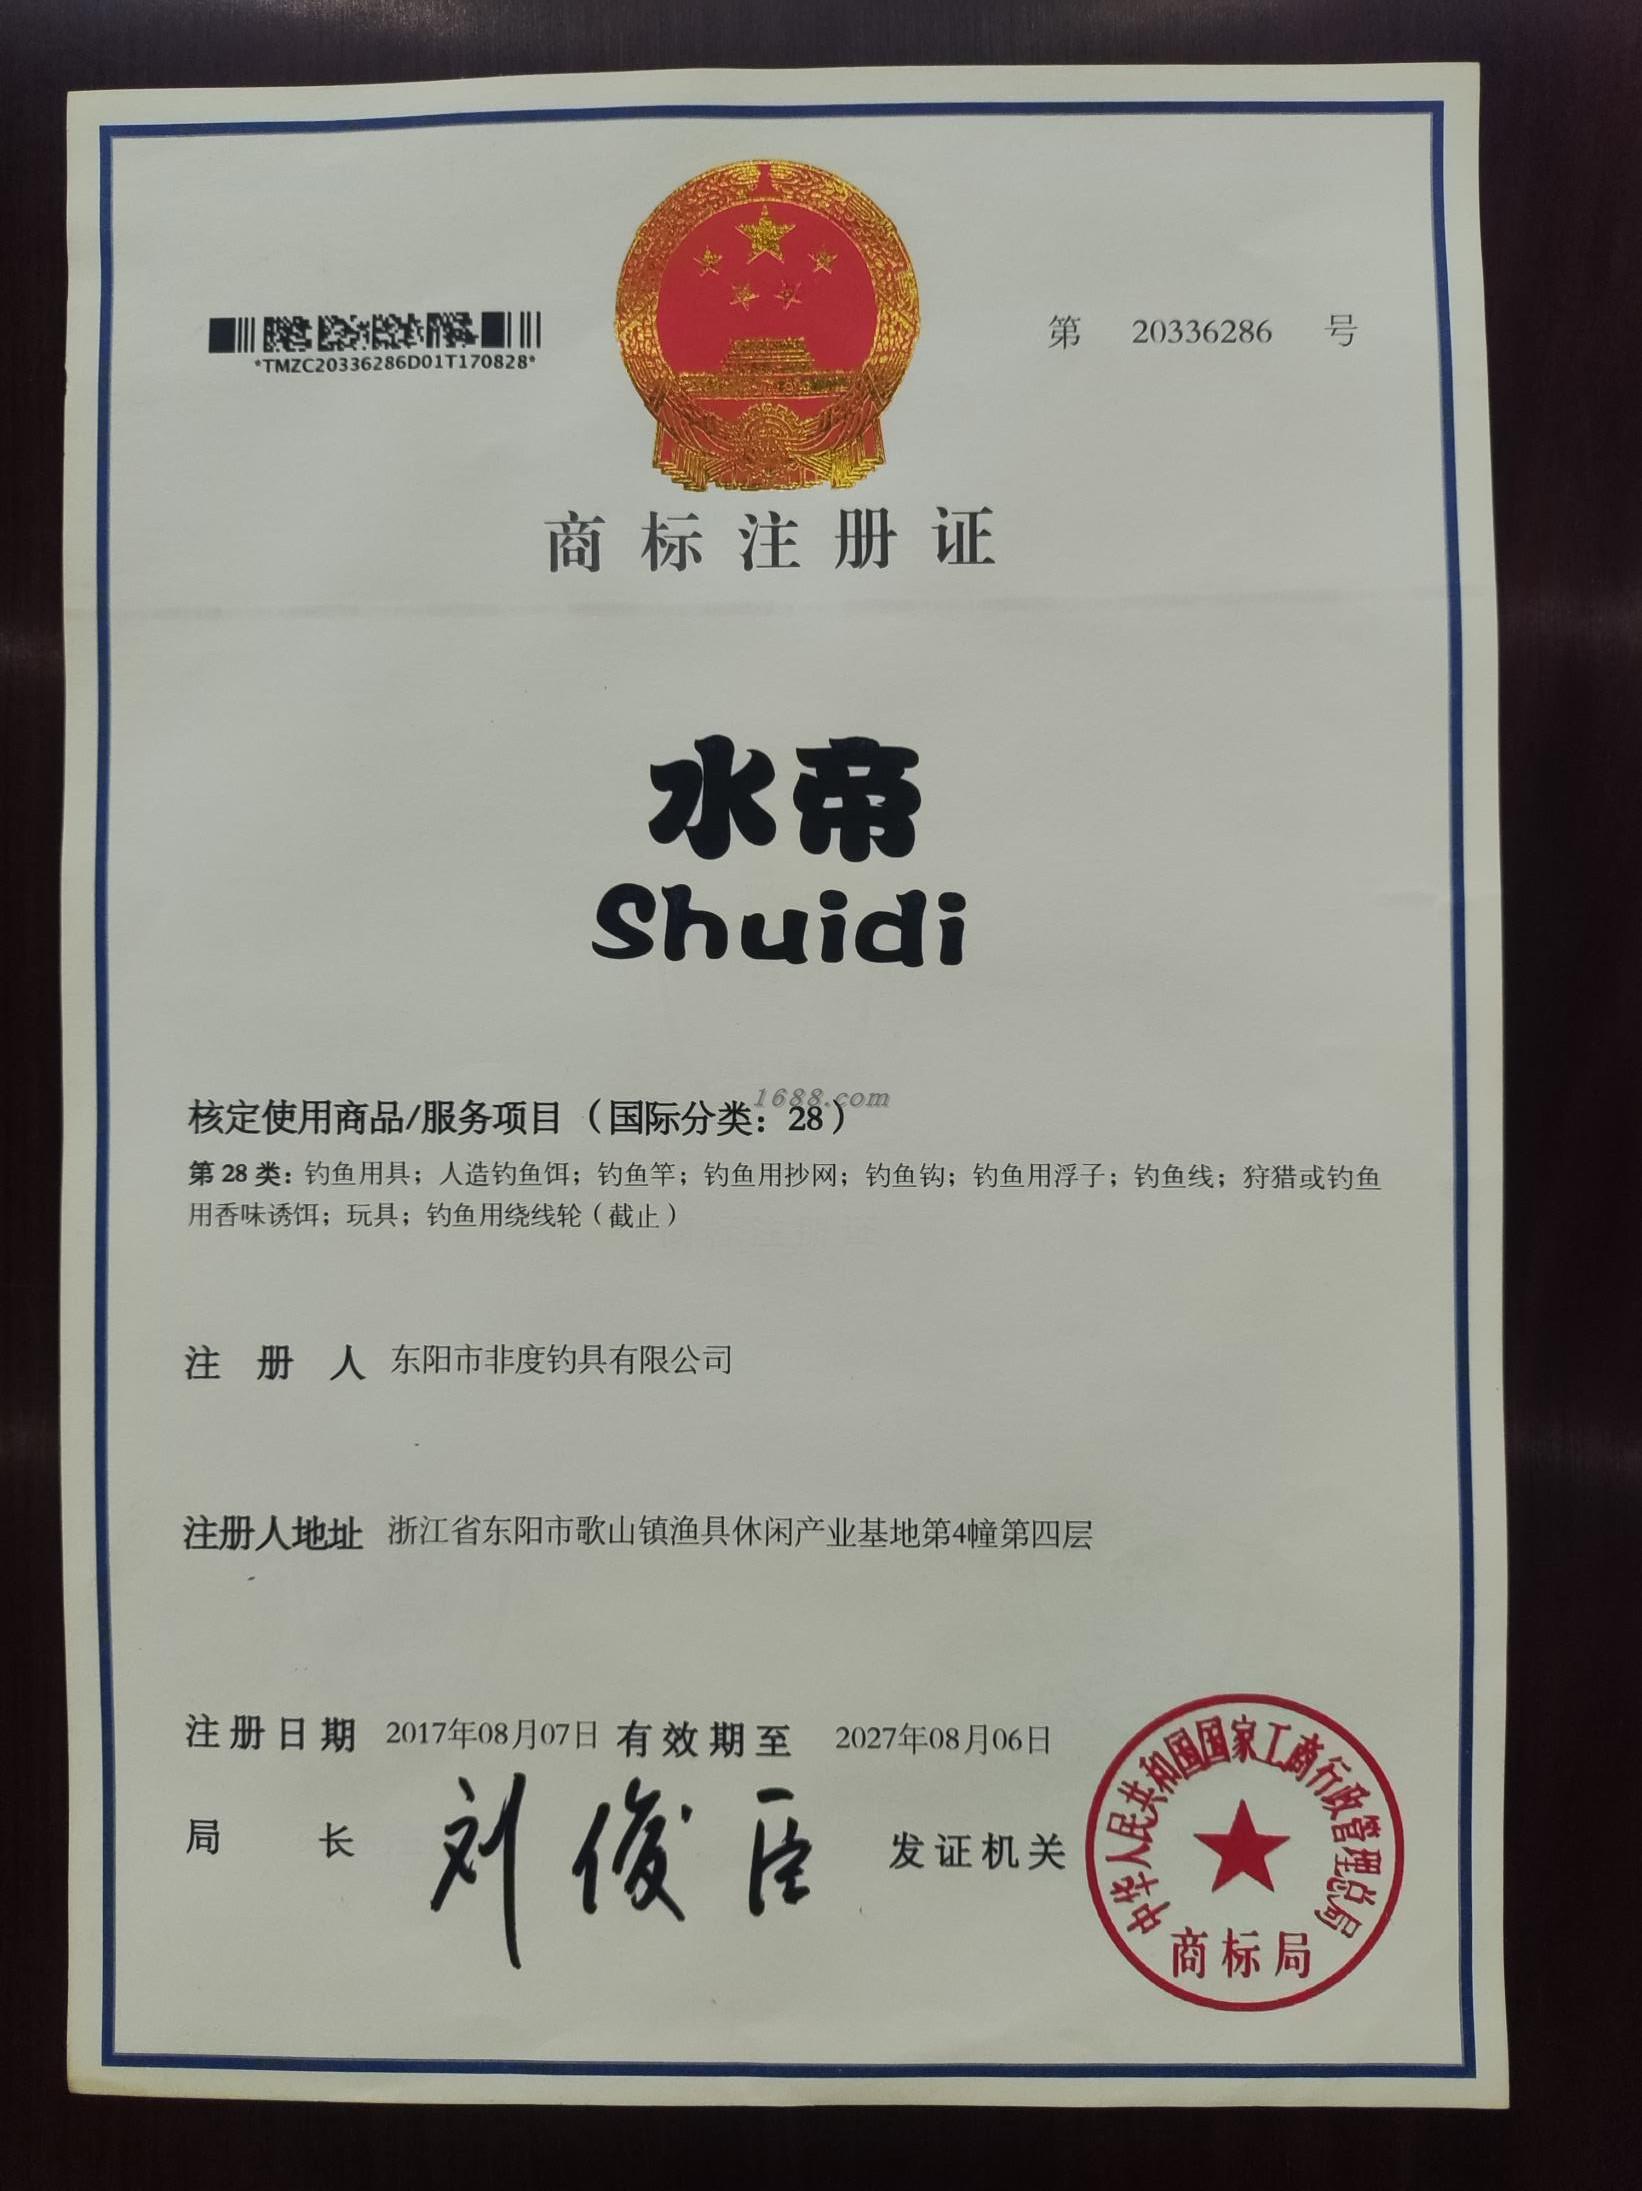 *TMZC20336286D01T170828*
第 20336286 号
商标注册证
水帝
Shuidi
1688.com
核定使用商品/服务项目（国际分类：28）
第28类：钓鱼用具；人造钓鱼饵；钓鱼竿；钓鱼用抄网；钓鱼钩；钓鱼用浮子；钓鱼线；狩猎或钓鱼
用香味诱饵；玩具；钓鱼用绕线轮（截止）
注册人 东阳市非度钓具有限公司
注册人地址 浙江省东阳市歌山镇渔具休闲产业基地第4幢第四层
注册日期 2017年08月07日 有效期至 2027年08月06日
局长 刘俊臣 发证机关
中华人民共和国国家工商行政管理总局
商标局